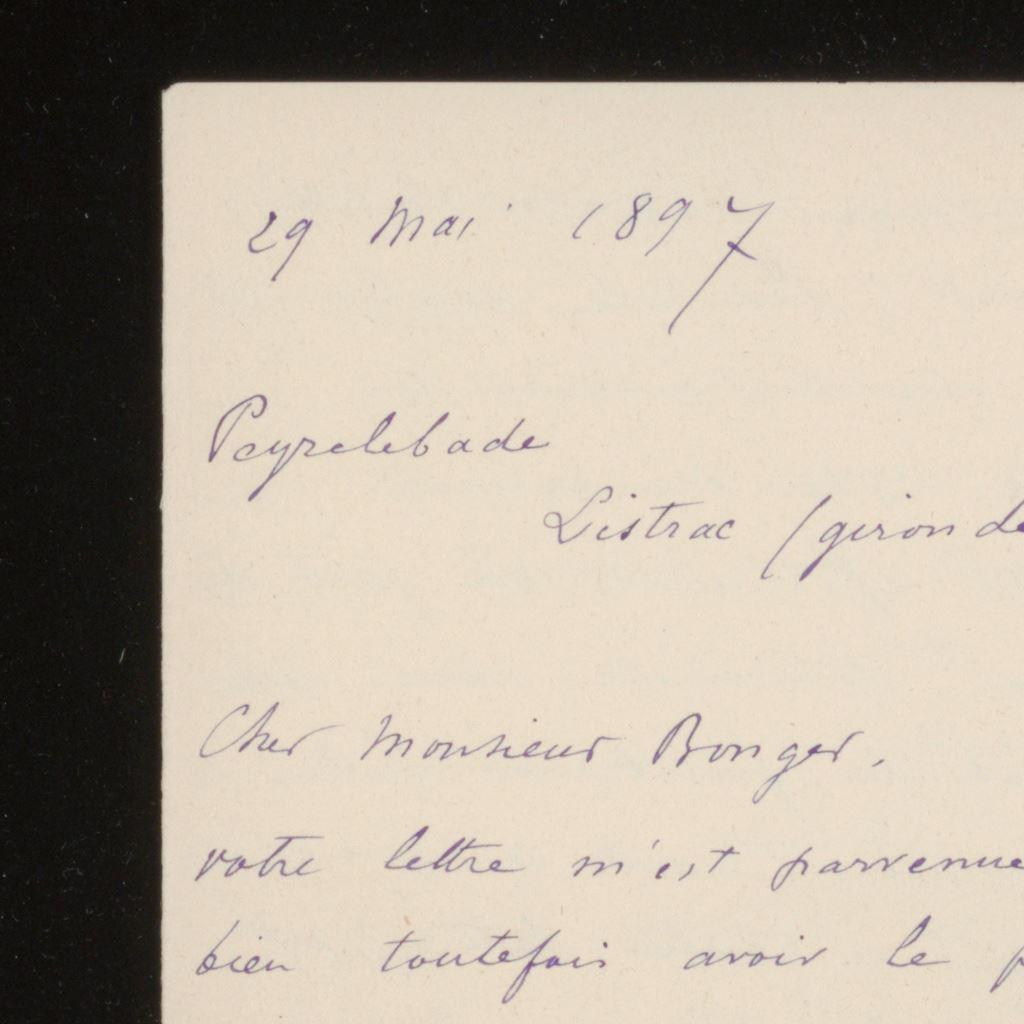 29 Mai 1897
Peyrelebade
Listrac (gironde
Cher Monsieur Bonger.
votre lettre m'est parvenue
bien toutefois avoir le